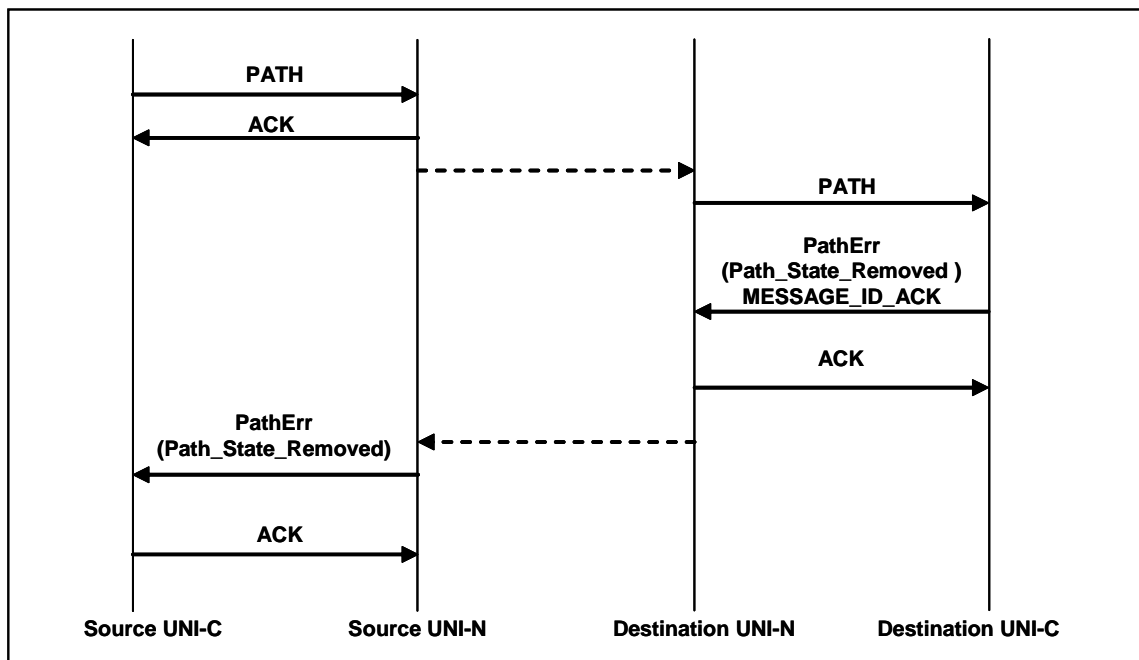 PATH
ACK
PATH
PathErr
(Path_State_Removed )
MESSAGE_ID_ACK
ACK
PathErr
(Path_State_Removed)
ACK
Source UNI-C
Source UNI-N
Destination UNI-N
Destination UNI-C